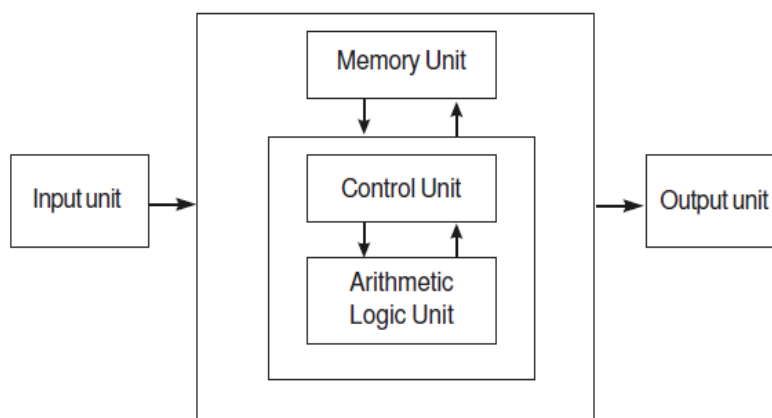 Memory Unit
Input unit
Control Unit
Output unit
Arithmetic
Logic Unit